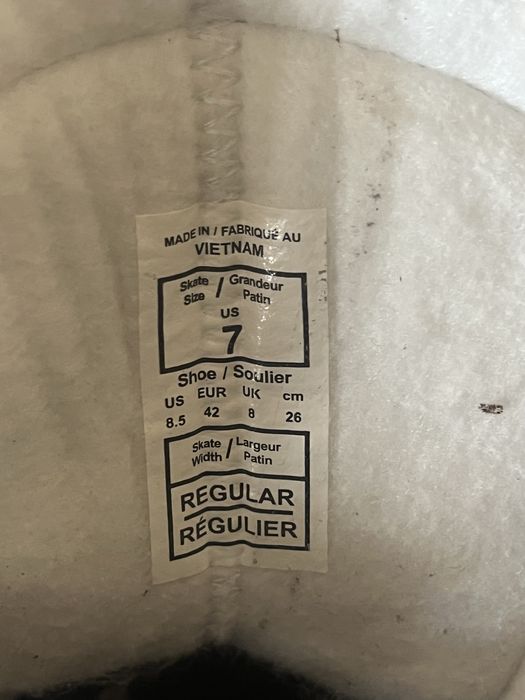 MADE IN / FABRIQUÉ AU
VIETNAM
Skate Size / Grandeur Patin
US
7
Shoe / Soulier
US EUR UK cm
8.5 42 8 26
Skate Width / Largeur Patin
REGULAR
RÉGULIER